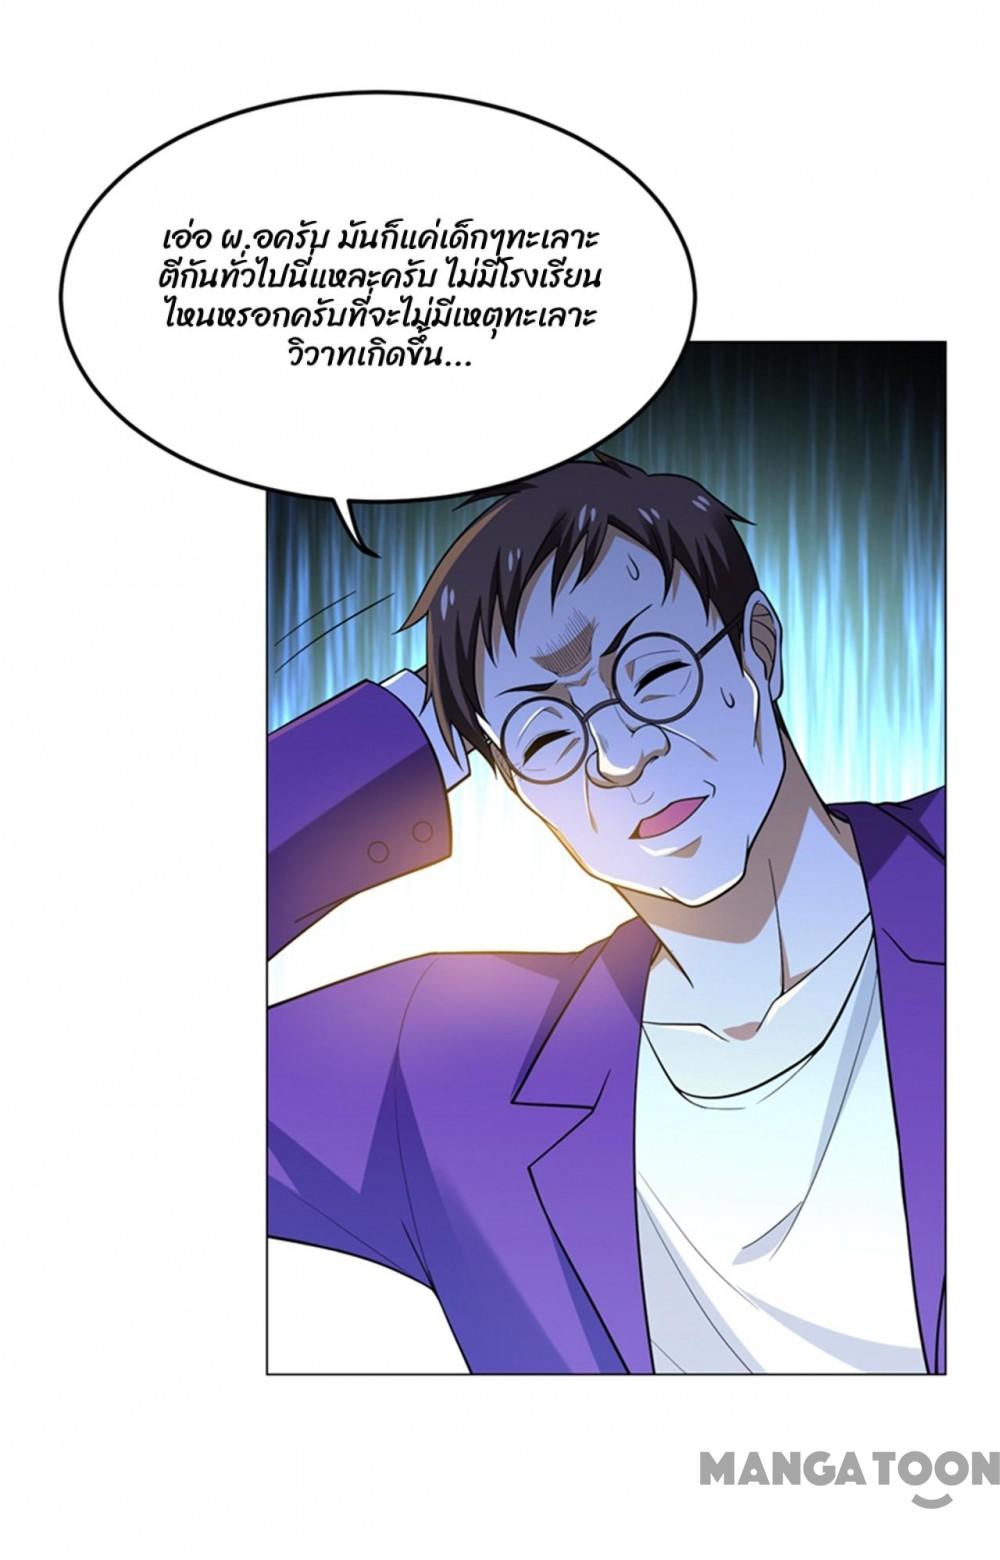 เอ่อ ผ.อครับ มันก็แค่เด็กๆทะเลาะ
ตีกันทั่วไปนี่แหละครับ ไม่มีโรงเรียน
ไหนหรอกครับที่จะไม่มีเหตุทะเลาะ
วิวาทเกิดขึ้น...
MANGATOON